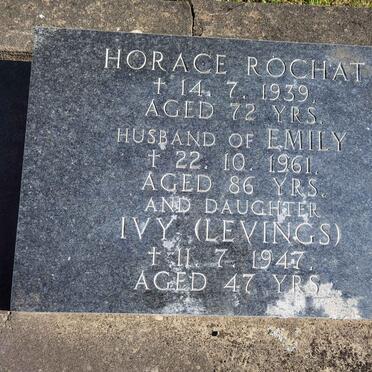 HORACE ROCHAT
† 14. 7. 1939
AGED 72 YRS.
HUSBAND OF EMILY
† 22. 10. 1961.
AGED 86 YRS.
AND DAUGHTER
IVY (LEVINGS)
† 11. 7. 1947
AGED 47 YRS